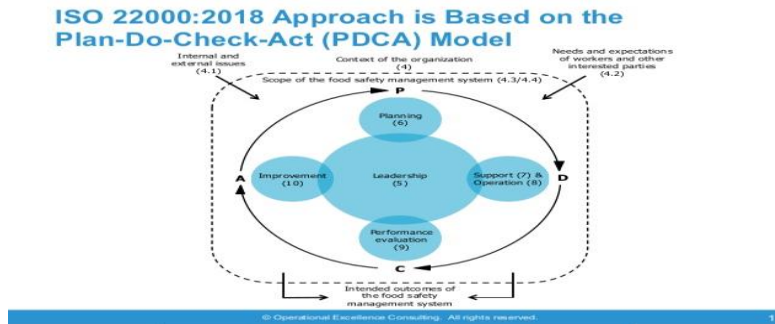 ISO 22000:2018 Approach is Based on the
Plan-Do-Check-Act (PDCA) Model
Internal and
external issues
(4.1)
Context of the organization
(4)
Needs and expectations
of workers and other
interested parties
(4.2)
Scope of the food safety management system (4.3/4.4)
P
Planning
(6)
A
Improvement
(10)
Leadership
(5)
Support (7) &
Operation (8)
D
Performance
evaluation
(9)
C
Intended outcomes of
the food safety
management system
© Operational Excellence Consulting. All rights reserved.
1